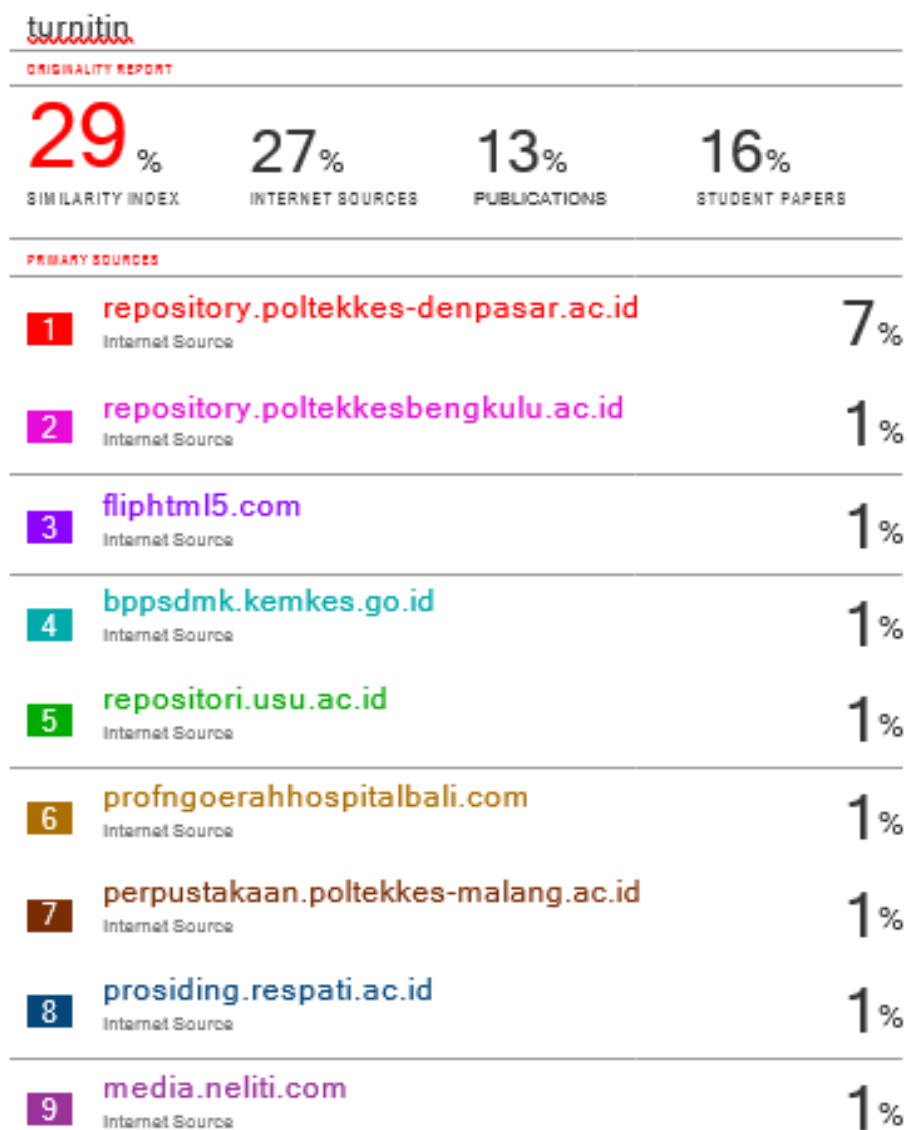 turnitin
ORIGINALITY REPORT
29% 27% 13% 16%
SIMILARITY INDEX INTERNET SOURCES PUBLICATIONS STUDENT PAPERS
PRIMARY SOURCES
1 repository.poltekkes-denpasar.ac.id 7%
Internet Source
2 repository.poltekkesbengkulu.ac.id 1%
Internet Source
3 fliphtml5.com 1%
Internet Source
4 bppsdmk.kemkes.go.id 1%
Internet Source
5 repositori.usu.ac.id 1%
Internet Source
6 profngoerahhospitalbali.com 1%
Internet Source
7 perpustakaan.poltekkes-malang.ac.id 1%
Internet Source
8 prosiding.respati.ac.id 1%
Internet Source
9 media.neliti.com 1%
Internet Source